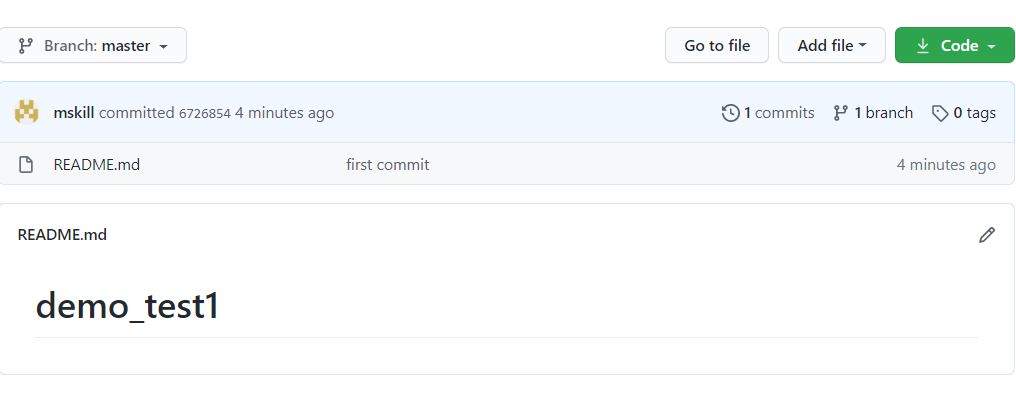 Branch: master Go to file Add file Code
mskill committed 6726854 4 minutes ago 1 commits 1 branch 0 tags
README.md first commit 4 minutes ago
README.md
demo_test1